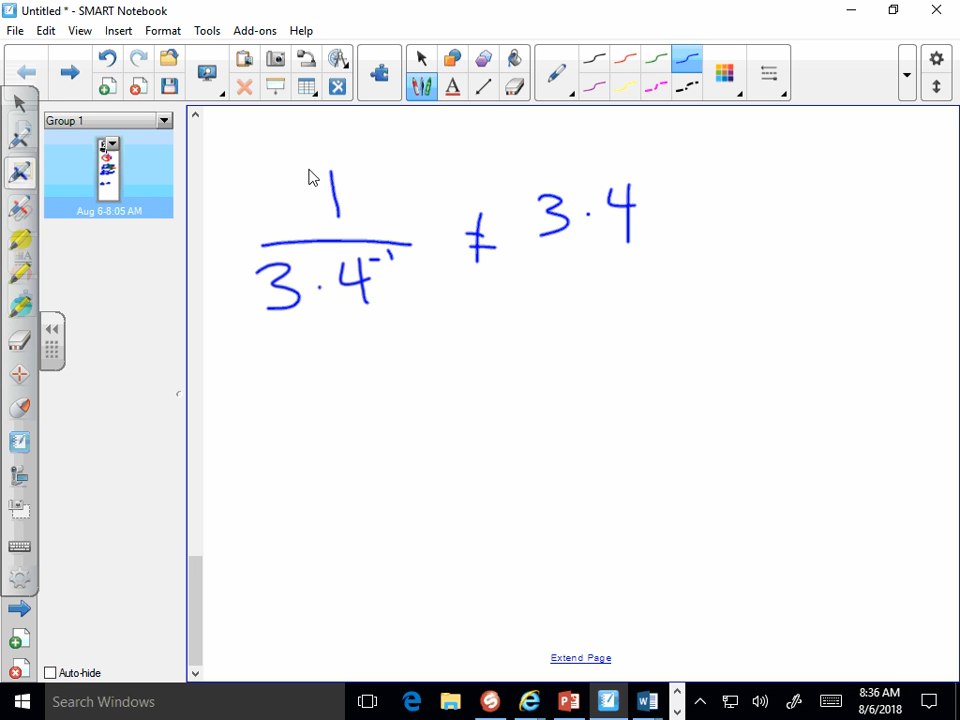 Untitled * - SMART Notebook
File Edit View Insert Format Tools Add-ons Help
Group 1
Aug 6-8:05 AM
1
3 · 4⁻¹
≠ 3 · 4
Extend Page
Auto-hide
Search Windows
8:36 AM
8/6/2018